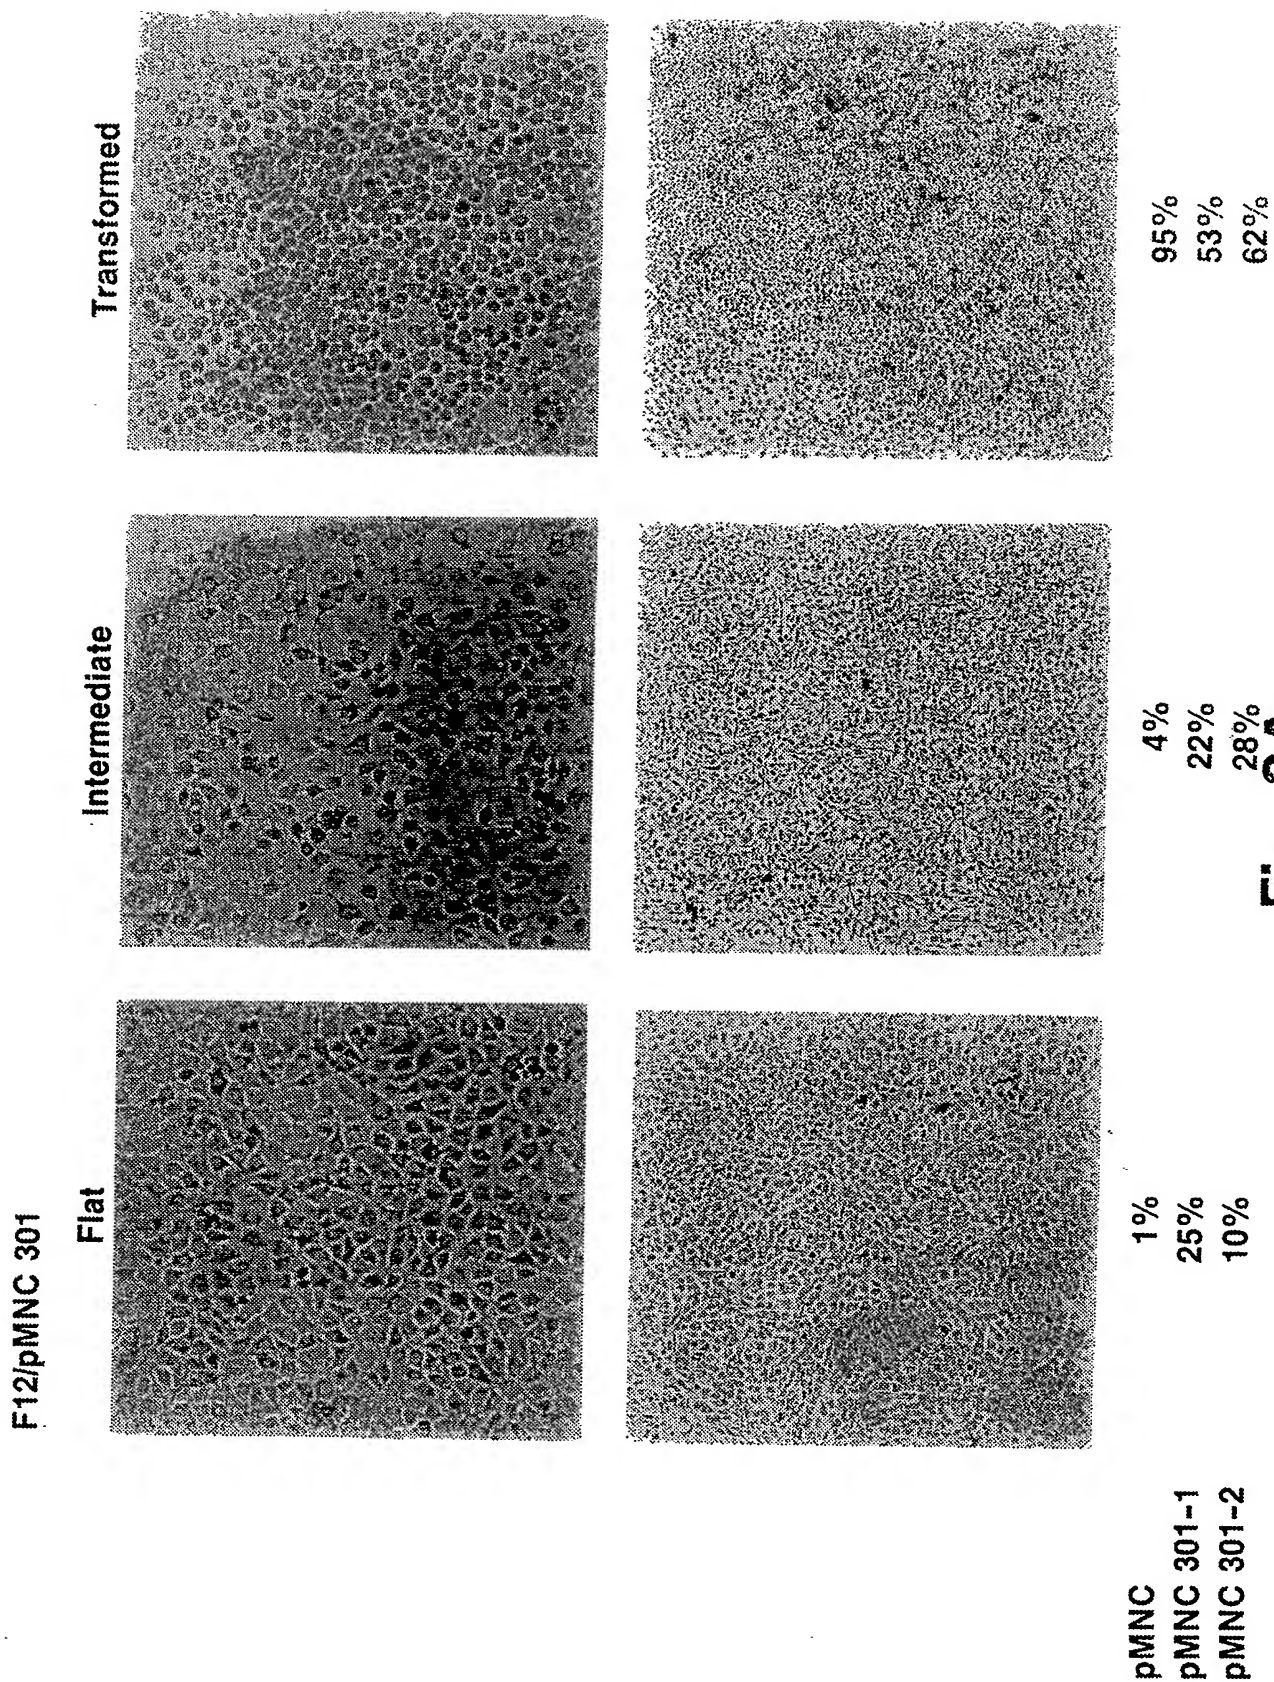 F12/pMNC 301
Flat Intermediate Transformed
pMNC 1% 4% 95%
pMNC 301-1 25% 22% 53%
pMNC 301-2 10% 28% 62%